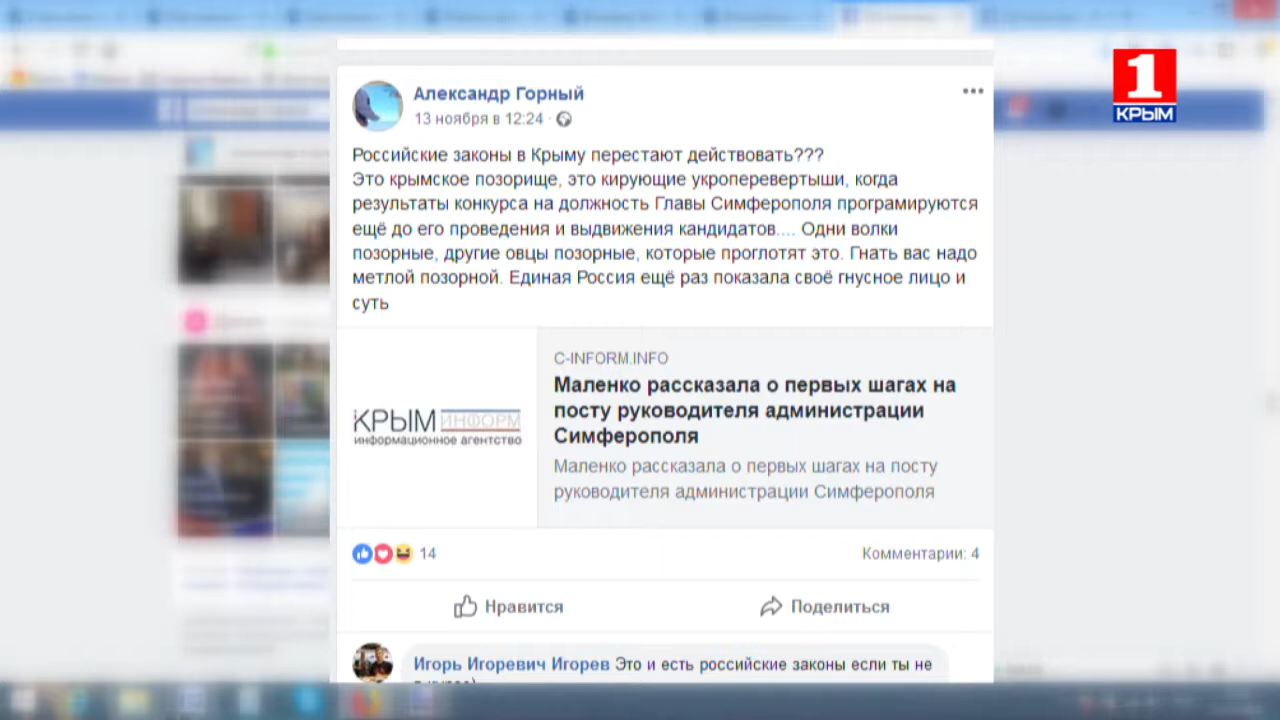 1
КРЫМ
Александр Горный
13 ноября в 12:24
Российские законы в Крыму перестают действовать???
Это крымское позорище, это кирующие укроперевертыши, когда
результаты конкурса на должность Главы Симферополя програмируются
ещё до его проведения и выдвижения кандидатов.... Одни волки
позорные, другие овцы позорные, которые проглотят это. Гнать вас надо
метлой позорной. Единая Россия ещё раз показала своё гнусное лицо и
суть
КРЫМ ИНФОРМ
информационное агентство
C-INFORM.INFO
Маленко рассказала о первых шагах на
посту руководителя администрации
Симферополя
Маленко рассказала о первых шагах на посту
руководителя администрации Симферополя
14
Комментарии: 4
Нравится
Поделиться
Игорь Игоревич Игорев Это и есть российские законы если ты не